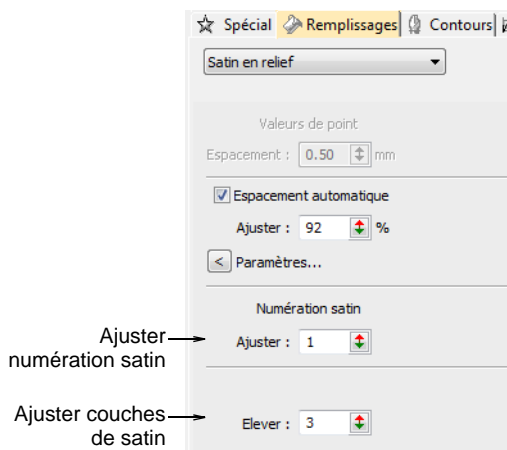 Spécial Remplissages Contours
Satin en relief
Valeurs de point
Espacement : 0.50 mm
Espacement automatique
Ajuster : 92 %
< Paramètres...
Numération satin
Ajuster
numération satin
Ajuster : 1
Ajuster couches
de satin
Elever : 3